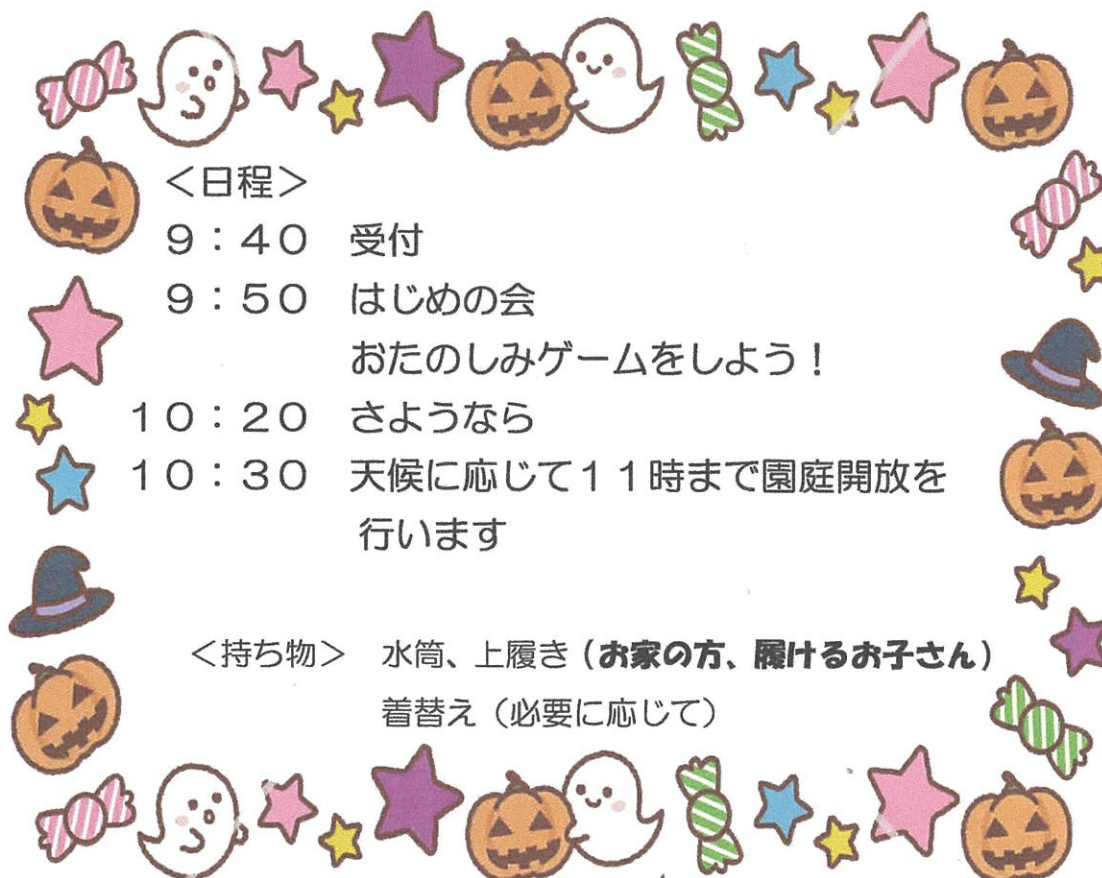 <日程>
9:40 受付
9:50 はじめの会
おたのしみゲームをしよう!
10:20 さようなら
10:30 天候に応じて11時まで園庭開放を
行います
<持ち物> 水筒、上履き(お家の方、履けるお子さん)
着替え(必要に応じて)